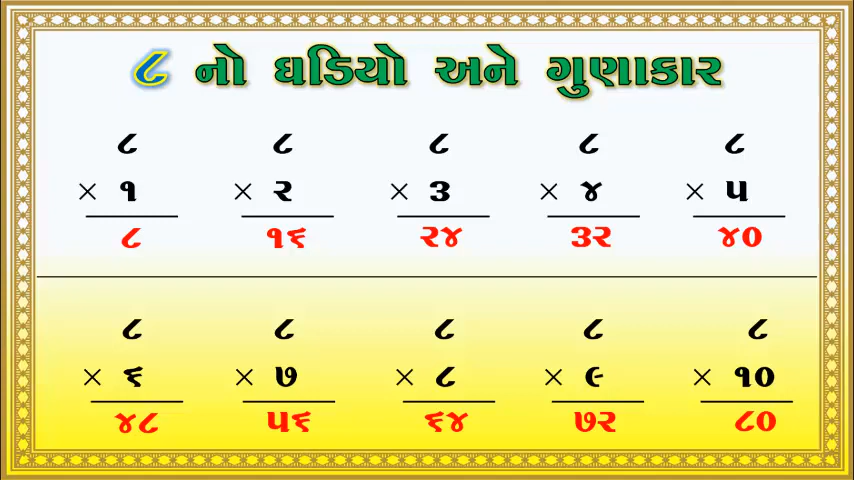 ૮ નો ઘડિયો અને ગુણાકાર
૮ ૮ ૮ ૮ ૮
× ૧ × ૨ × ૩ × ૪ × ૫
૮ ૧૬ ૨૪ ૩૨ ૪૦
૮ ૮ ૮ ૮ ૮
× ૬ × ૭ × ૮ × ૯ × ૧૦
૪૮ ૫૬ ૬૪ ૭૨ ૮૦